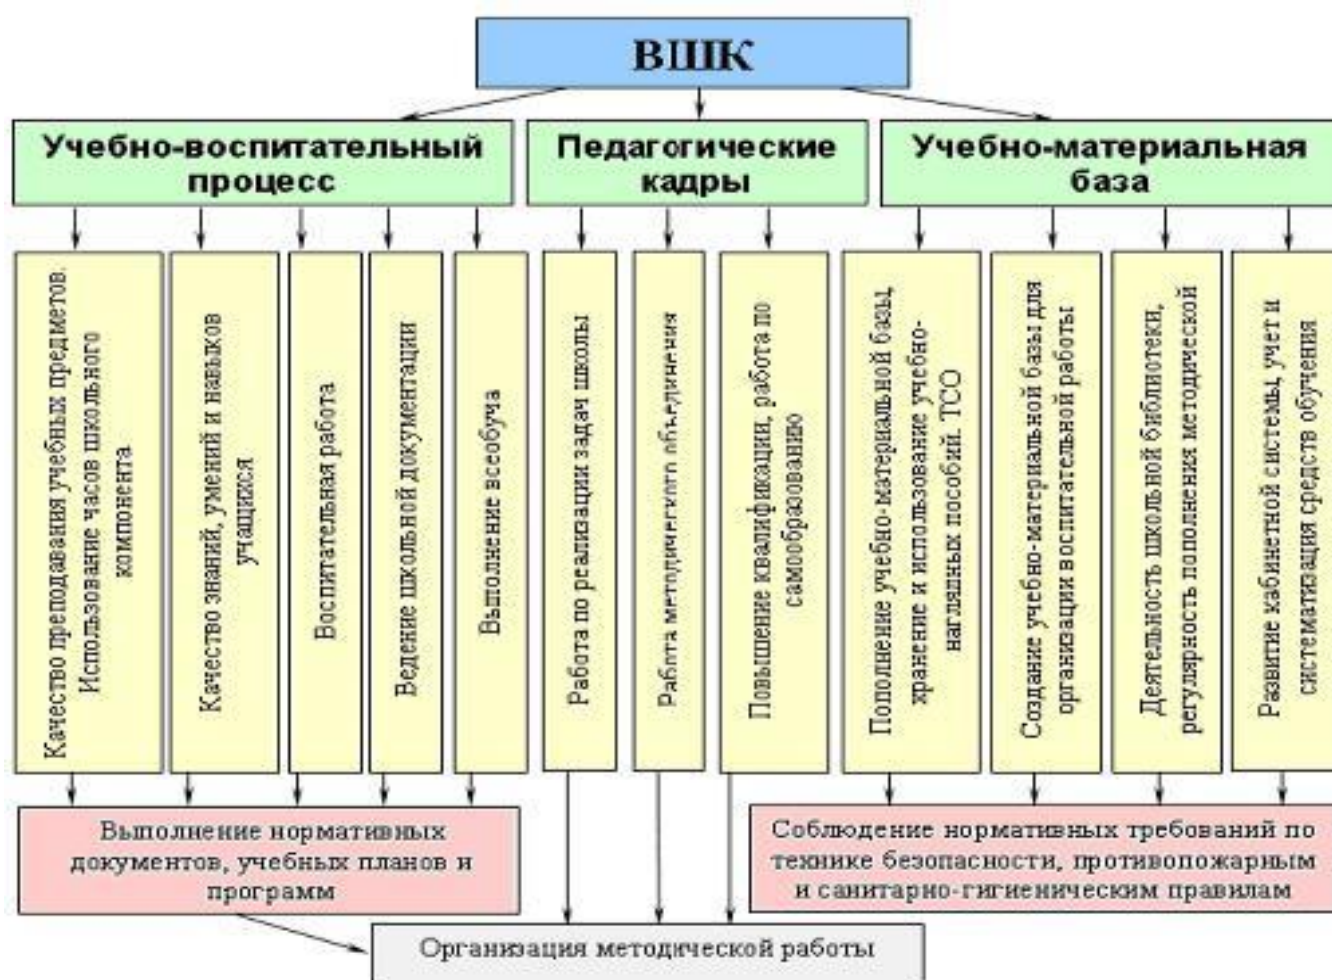 ВШК
Учебно-воспитательный
процесс
Педагогические
кадры
Учебно-материальная
база
Качество преподавания учебных предметов.
Использование часов школьного
компонента
Качество знаний, умений и навыков
учащихся
Воспитательная работа
Ведение школьной документации
Выполнение всеобуча
Работа по реализации задач школы
Работа методического объединения
Повышение квалификации, работа по
самообразованию
Пополнение учебно-материальной базы,
хранение и использование учебно-
наглядных пособий. ТСО
Создание учебно-материальной базы для
организации воспитательной работы
Деятельность школьной библиотеки,
регулярность пополнения методической
Развитие кабинетной системы, учет и
систематизация средств обучения
Выполнение нормативных
документов, учебных планов и
программ
Соблюдение нормативных требований по
технике безопасности, противопожарным
и санитарно-гигиеническим правилам
Организация методической работы